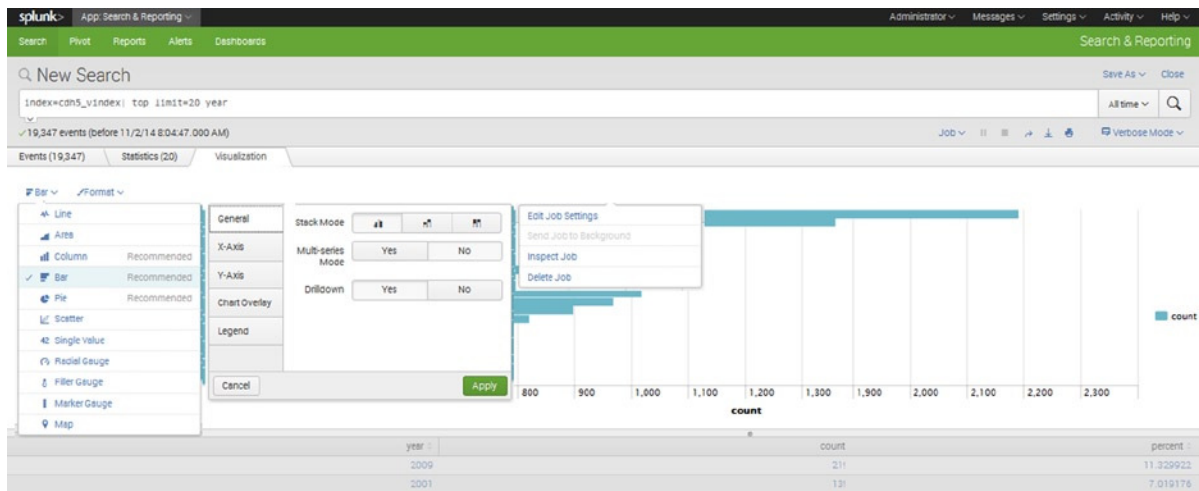 splunk> App: Search & Reporting Administrator Messages Settings Activity Help
Search Pivot Reports Alerts Dashboards Search & Reporting
New Search Save As Close
index=cdh5_vindex| top limit=20 year All time
19,347 events (before 11/2/14 8:04:47.000 AM) Job Verbose Mode
Events (19,347) Statistics (20) Visualization
Bar Format
Line
Area
Column Recommended
Bar Recommended
Pie Recommended
Scatter
42 Single Value
Radial Gauge
Filler Gauge
Marker Gauge
Map
General
X-Axis
Y-Axis
Chart Overlay
Legend
Stack Mode
Multi-series Mode Yes No
Drilldown Yes No
Cancel Apply
Edit Job Settings
Send Job to Background
Inspect Job
Delete Job
count
800 900 1,000 1,100 1,200 1,300 1,900 2,000 2,100 2,200 2,300
count
year count percent
2009 11.329922
2001 7.019176